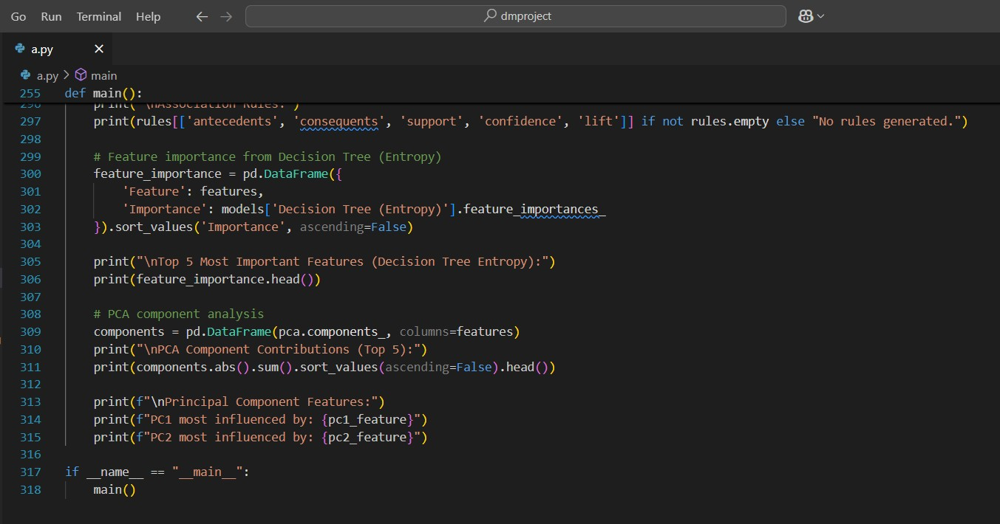 Go Run Terminal Help dmproject
a.py
a.py > main
255 def main():
296 print("\nAssociation Rules:")
297 print(rules[['antecedents', 'consequents', 'support', 'confidence', 'lift']] if not rules.empty else "No rules generated.")
298
299 # Feature importance from Decision Tree (Entropy)
300 feature_importance = pd.DataFrame({
301 'Feature': features,
302 'Importance': models['Decision Tree (Entropy)'].feature_importances_
303 }).sort_values('Importance', ascending=False)
304
305 print("\nTop 5 Most Important Features (Decision Tree Entropy):")
306 print(feature_importance.head())
307
308 # PCA component analysis
309 components = pd.DataFrame(pca.components_, columns=features)
310 print("\nPCA Component Contributions (Top 5):")
311 print(components.abs().sum().sort_values(ascending=False).head())
312
313 print(f"\nPrincipal Component Features:")
314 print(f"PC1 most influenced by: {pc1_feature}")
315 print(f"PC2 most influenced by: {pc2_feature}")
316
317 if __name__ == "__main__":
318 main()